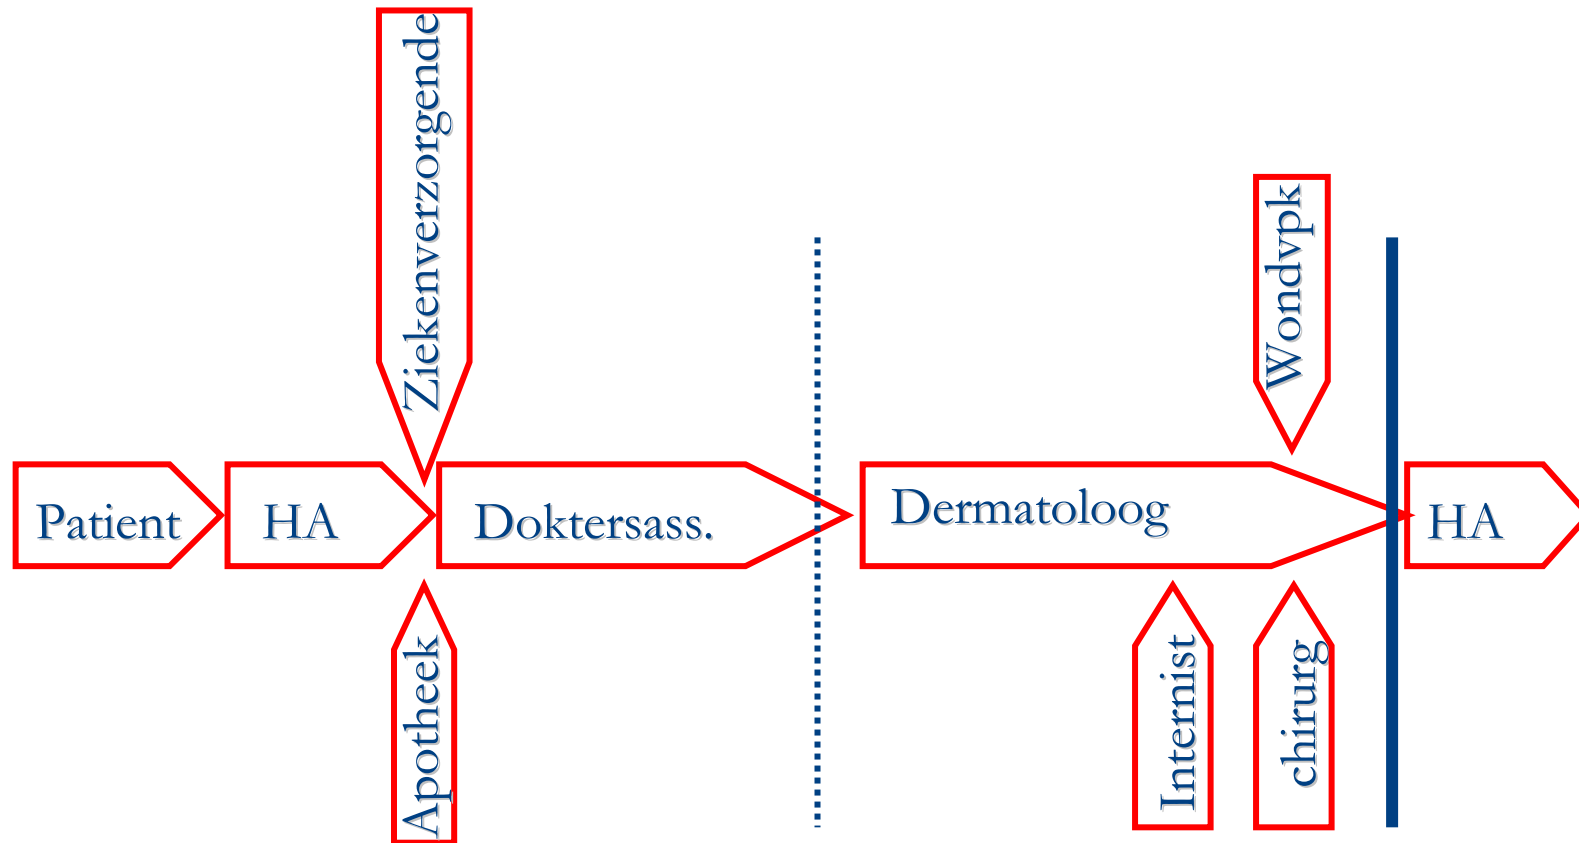 Ziekenverzorgende
Wondvpk
Patient
HA
Doktersass.
Dermatoloog
HA
Apotheek
Internist
chirurg